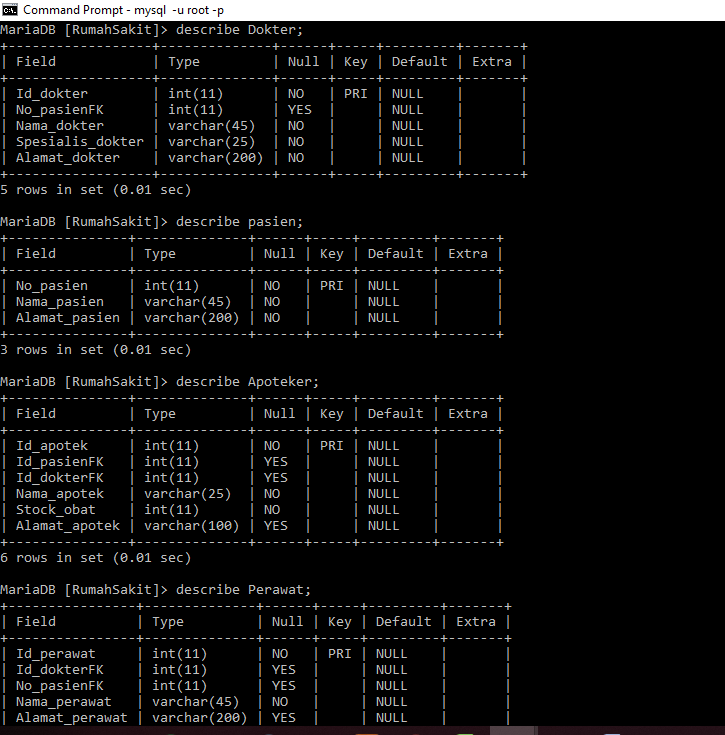 Command Prompt - mysql  -u root -p
MariaDB [RumahSakit]> describe Dokter;
+------------------+--------------+------+-----+---------+-------+
| Field            | Type         | Null | Key | Default | Extra |
+------------------+--------------+------+-----+---------+-------+
| Id_dokter        | int(11)      | NO   | PRI | NULL    |       |
| No_pasienFK      | int(11)      | YES  |     | NULL    |       |
| Nama_dokter      | varchar(45)  | NO   |     | NULL    |       |
| Spesialis_dokter | varchar(25)  | NO   |     | NULL    |       |
| Alamat_dokter    | varchar(200) | NO   |     | NULL    |       |
+------------------+--------------+------+-----+---------+-------+
5 rows in set (0.01 sec)
MariaDB [RumahSakit]> describe pasien;
+---------------+--------------+------+-----+---------+-------+
| Field         | Type         | Null | Key | Default | Extra |
+---------------+--------------+------+-----+---------+-------+
| No_pasien     | int(11)      | NO   | PRI | NULL    |       |
| Nama_pasien   | varchar(45)  | NO   |     | NULL    |       |
| Alamat_pasien | varchar(200) | NO   |     | NULL    |       |
+---------------+--------------+------+-----+---------+-------+
3 rows in set (0.01 sec)
MariaDB [RumahSakit]> describe Apoteker;
+---------------+--------------+------+-----+---------+-------+
| Field         | Type         | Null | Key | Default | Extra |
+---------------+--------------+------+-----+---------+-------+
| Id_apotek     | int(11)      | NO   | PRI | NULL    |       |
| Id_pasienFK   | int(11)      | YES  |     | NULL    |       |
| Id_dokterFK   | int(11)      | YES  |     | NULL    |       |
| Nama_apotek   | varchar(25)  | NO   |     | NULL    |       |
| Stock_obat    | int(11)      | NO   |     | NULL    |       |
| Alamat_apotek | varchar(100) | YES  |     | NULL    |       |
+---------------+--------------+------+-----+---------+-------+
6 rows in set (0.01 sec)
MariaDB [RumahSakit]> describe Perawat;
+----------------+--------------+------+-----+---------+-------+
| Field          | Type         | Null | Key | Default | Extra |
+----------------+--------------+------+-----+---------+-------+
| Id_perawat     | int(11)      | NO   | PRI | NULL    |       |
| Id_dokterFK    | int(11)      | YES  |     | NULL    |       |
| No_pasienFK    | int(11)      | YES  |     | NULL    |       |
| Nama_perawat   | varchar(45)  | NO   |     | NULL    |       |
| Alamat_perawat | varchar(200) | YES  |     | NULL    |       |